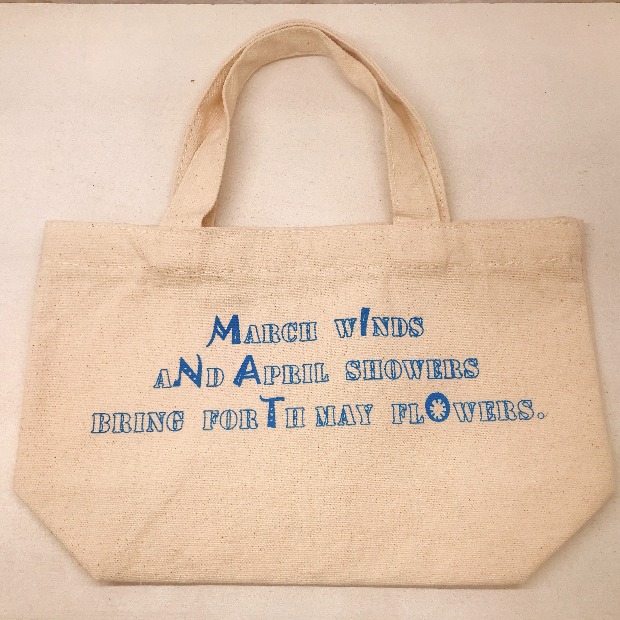 MARCH WINDS
AND APRIL SHOWERS
BRING FORTH MAY FLOWERS.